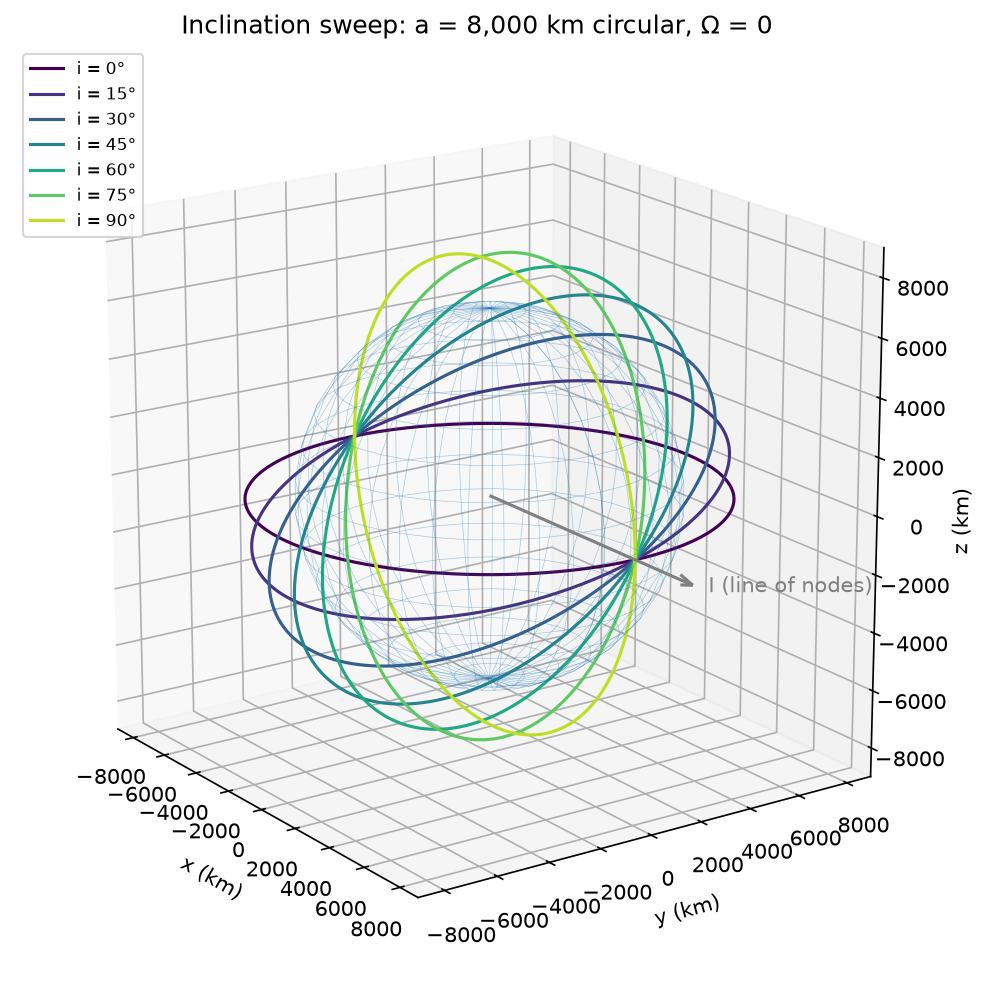 Inclination sweep: a = 8,000 km circular, Ω = 0
i = 0°
i = 15°
i = 30°
i = 45°
i = 60°
i = 75°
i = 90°
8000
6000
4000
2000
0
−2000
−4000
−6000
−8000
z (km)
I (line of nodes)
−8000
−6000
−4000
−2000
0
2000
4000
6000
8000
x (km)
−8000
−6000
−4000
−2000
0
2000
4000
6000
8000
y (km)